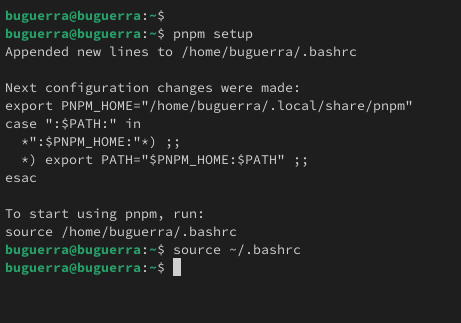 buguerra@buguerra:~$
buguerra@buguerra:~$ pnpm setup
Appended new lines to /home/buguerra/.bashrc

Next configuration changes were made:
export PNPM_HOME="/home/buguerra/.local/share/pnpm"
case ":$PATH:" in
  *":$PNPM_HOME:"*) ;;
  *) export PATH="$PNPM_HOME:$PATH" ;;
esac

To start using pnpm, run:
source /home/buguerra/.bashrc
buguerra@buguerra:~$ source ~/.bashrc
buguerra@buguerra:~$